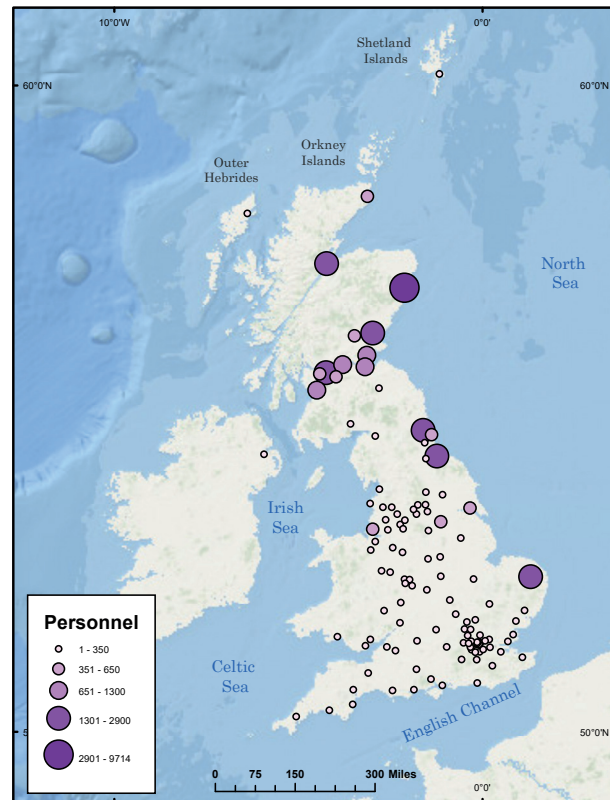 10°0'W
0°0'
Shetland
Islands
60°0'N
60°0'N
Orkney
Islands
Outer
Hebrides
North
Sea
Irish
Sea
Personnel
1 - 350
351 - 650
651 - 1300
1301 - 2900
2901 - 9714
Celtic
Sea
English Channel
50°0'N
0
75
150
300 Miles
0°0'